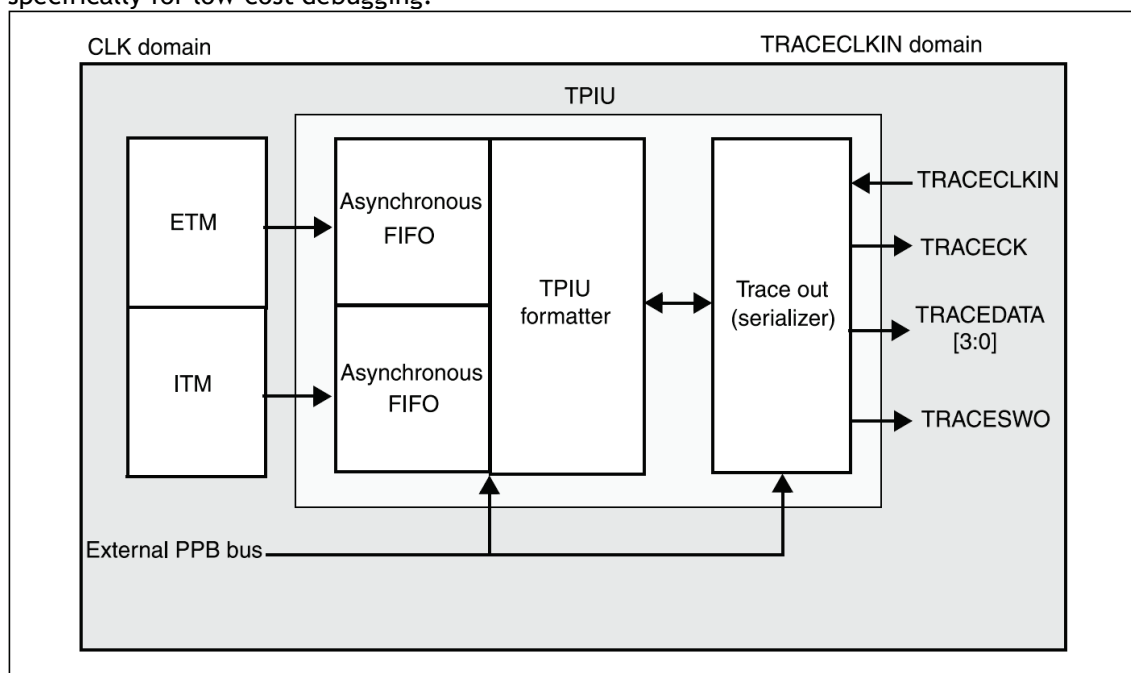 specifically for low cost debugging.
CLK domain
TRACECLKIN domain
TPIU
ETM
Asynchronous
FIFO
TPIU
formatter
Trace out
(serializer)
TRACECLKIN
TRACECK
TRACEDATA
[3:0]
TRACESWO
ITM
Asynchronous
FIFO
External PPB bus